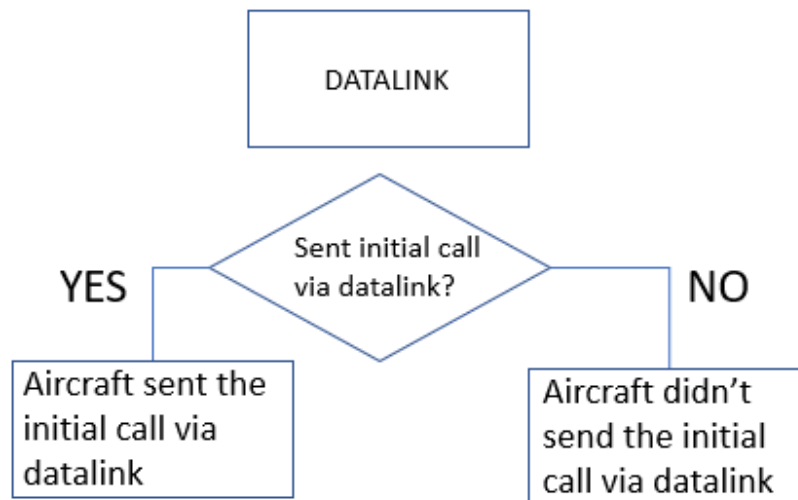 DATALINK
Sent initial call
via datalink?
YES
NO
Aircraft sent the
initial call via
datalink
Aircraft didn’t
send the initial
call via datalink